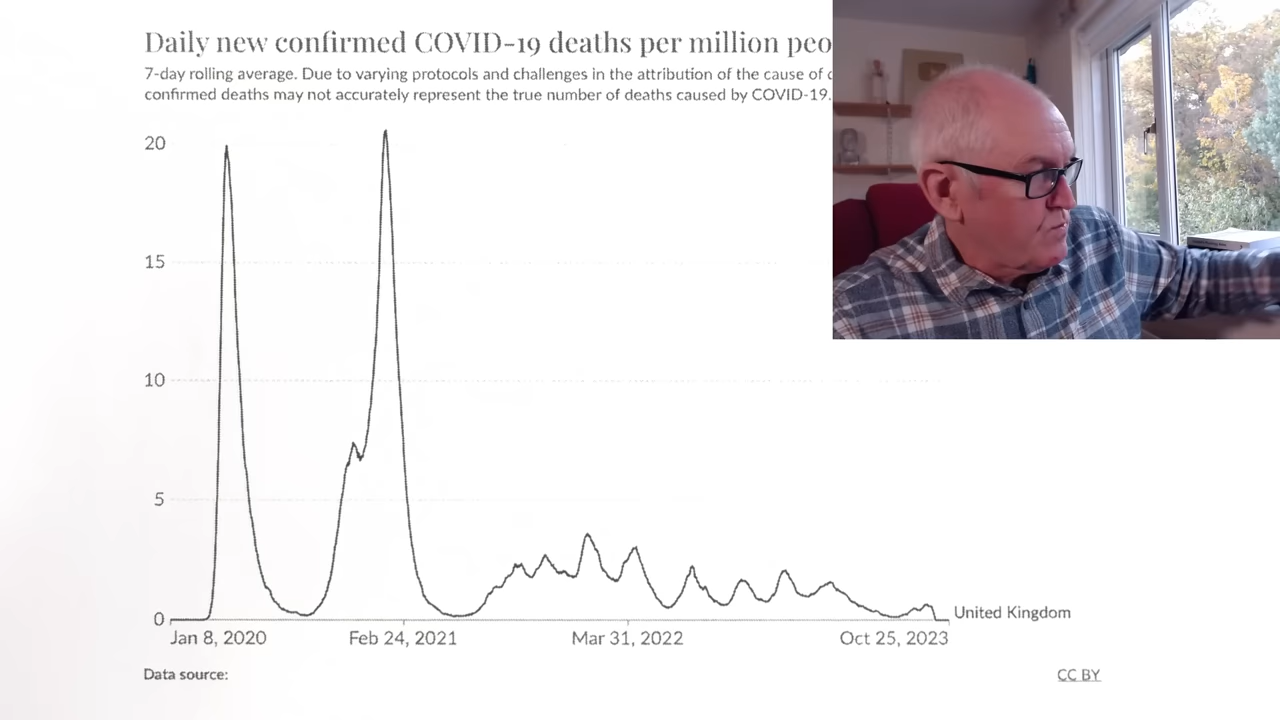 Daily new confirmed COVID-19 deaths per million peo
7-day rolling average. Due to varying protocols and challenges in the attribution of the cause of
confirmed deaths may not accurately represent the true number of deaths caused by COVID-19.
20
15
10
5
0
United Kingdom
Jan 8, 2020 Feb 24, 2021 Mar 31, 2022 Oct 25, 2023
Data source: CC BY